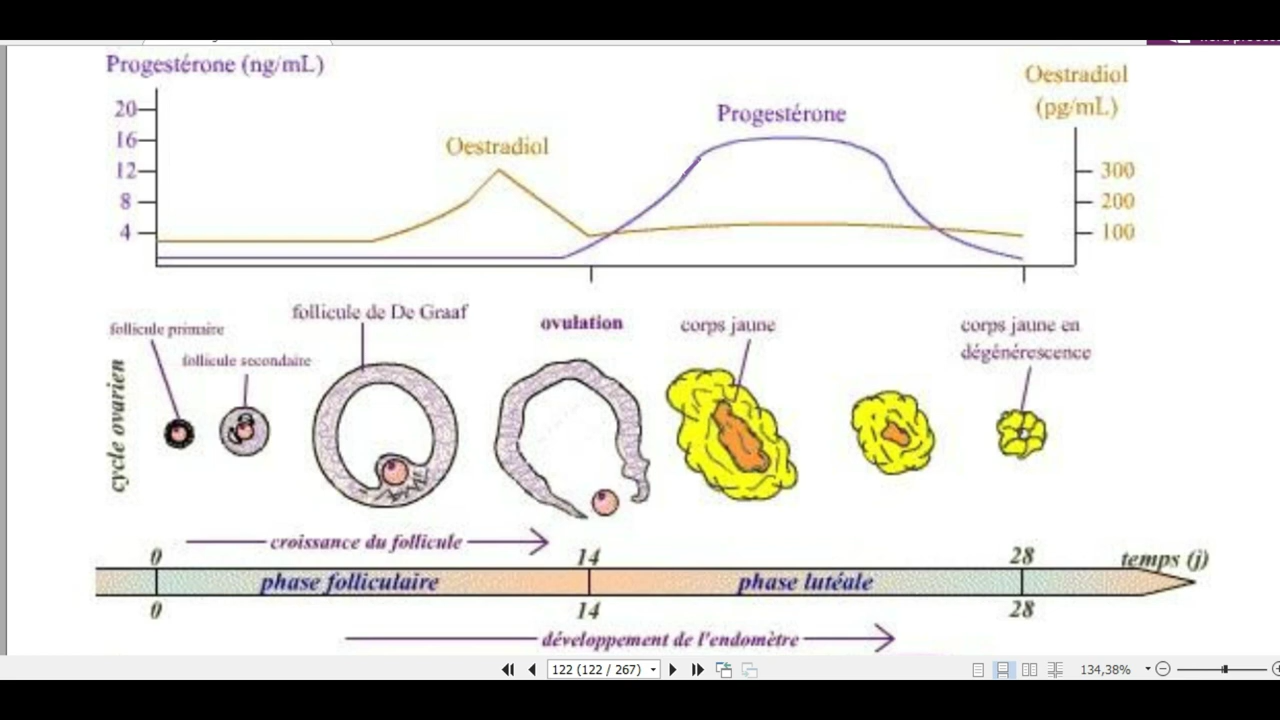 Progestérone (ng/mL)
Oestradiol
(pg/mL)
20
16
12
8
4
Oestradiol
Progestérone
300
200
100
follicule primaire
follicule secondaire
follicule de De Graaf
ovulation
corps jaune
corps jaune en
dégénérescence
cycle ovarien
croissance du follicule
0
14
28
temps (j)
phase folliculaire
phase lutéale
0
14
28
développement de l'endomètre
122 (122 / 267)
134,38%